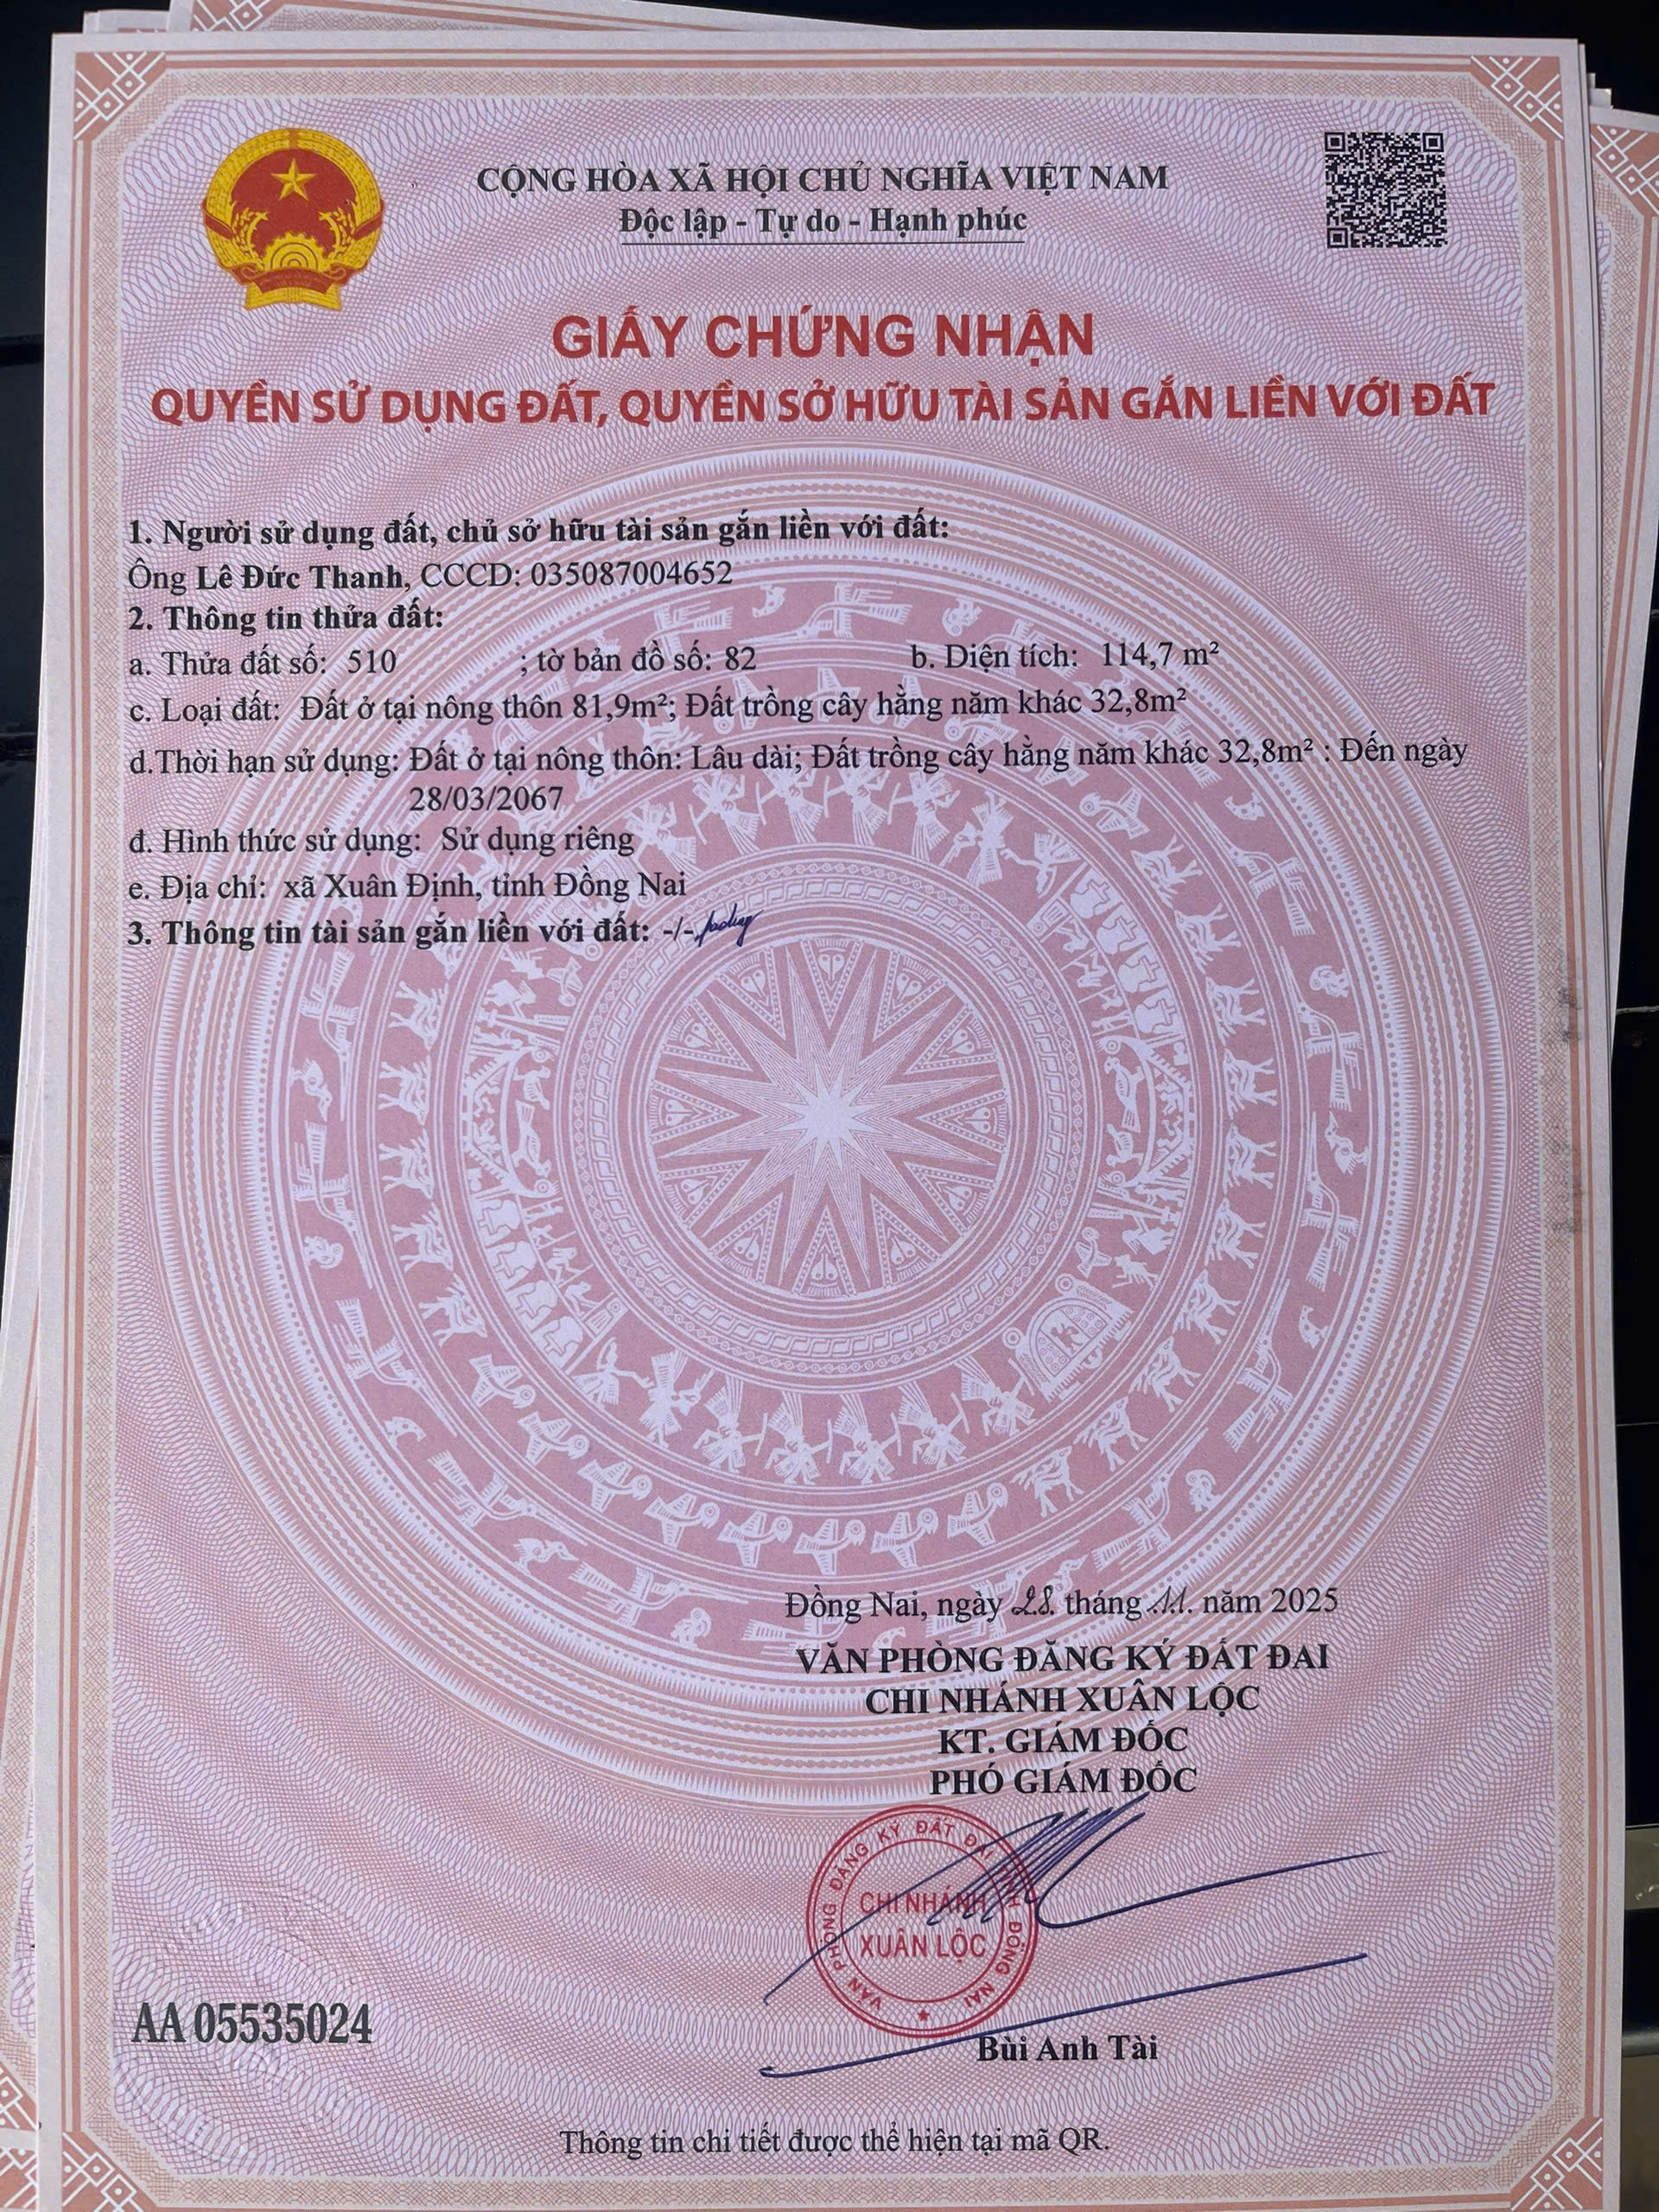 CỘNG HÒA XÃ HỘI CHỦ NGHĨA VIỆT NAM
Độc lập - Tự do - Hạnh phúc
GIẤY CHỨNG NHẬN
QUYỀN SỬ DỤNG ĐẤT, QUYỀN SỞ HỮU TÀI SẢN GẮN LIỀN VỚI ĐẤT
1. Người sử dụng đất, chủ sở hữu tài sản gắn liền với đất:
Ông Lê Đức Thanh, CCCD: 035087004652
2. Thông tin thửa đất:
a. Thửa đất số: 510 ; tờ bản đồ số: 82 b. Diện tích: 114,7 m²
c. Loại đất: Đất ở tại nông thôn 81,9m²; Đất trồng cây hằng năm khác 32,8m²
d.Thời hạn sử dụng: Đất ở tại nông thôn: Lâu dài; Đất trồng cây hằng năm khác 32,8m² : Đến ngày
28/03/2067
đ. Hình thức sử dụng: Sử dụng riêng
e. Địa chỉ: xã Xuân Định, tỉnh Đồng Nai
3. Thông tin tài sản gắn liền với đất: -/-
Đồng Nai, ngày 28 tháng 11 năm 2025
VĂN PHÒNG ĐĂNG KÝ ĐẤT ĐAI
CHI NHÁNH XUÂN LỘC
KT. GIÁM ĐỐC
PHÓ GIÁM ĐỐC
VĂN PHÒNG ĐĂNG KÝ ĐẤT ĐAI TỈNH ĐỒNG NAI
CHI NHÁNH
XUÂN LỘC
AA 05535024
Bùi Anh Tài
Thông tin chi tiết được thể hiện tại mã QR.